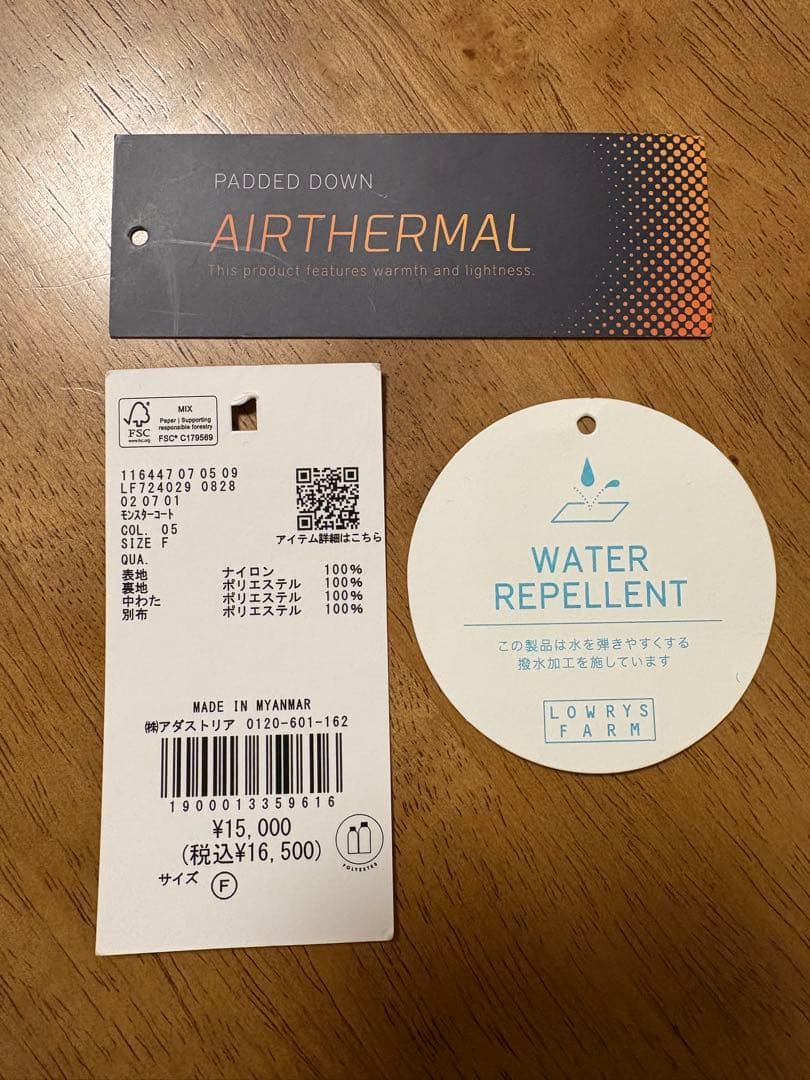 PADDED DOWN
AIRTHERMAL
This product features warmth and lightness.
FSC
www.fsc.org
MIX
Paper | Supporting
responsible forestry
FSC® C179569
116447 07 05 09
LF724029 0828
02 07 01
ﾓﾝｽﾀｰｺｰﾄ
COL. 05
SIZE F
アイテム詳細はこちら
QUA.
表地 ナイロン 100%
裏地 ポリエステル 100%
中わた ポリエステル 100%
別布 ポリエステル 100%
MADE IN MYANMAR
㈱アダストリア 0120-601-162
1900013359616
¥15,000
(税込¥16,500)
サイズ Ⓕ
POLYESTER
WATER
REPELLENT
この製品は水を弾きやすくする
撥水加工を施しています
LOWRYS
FARM